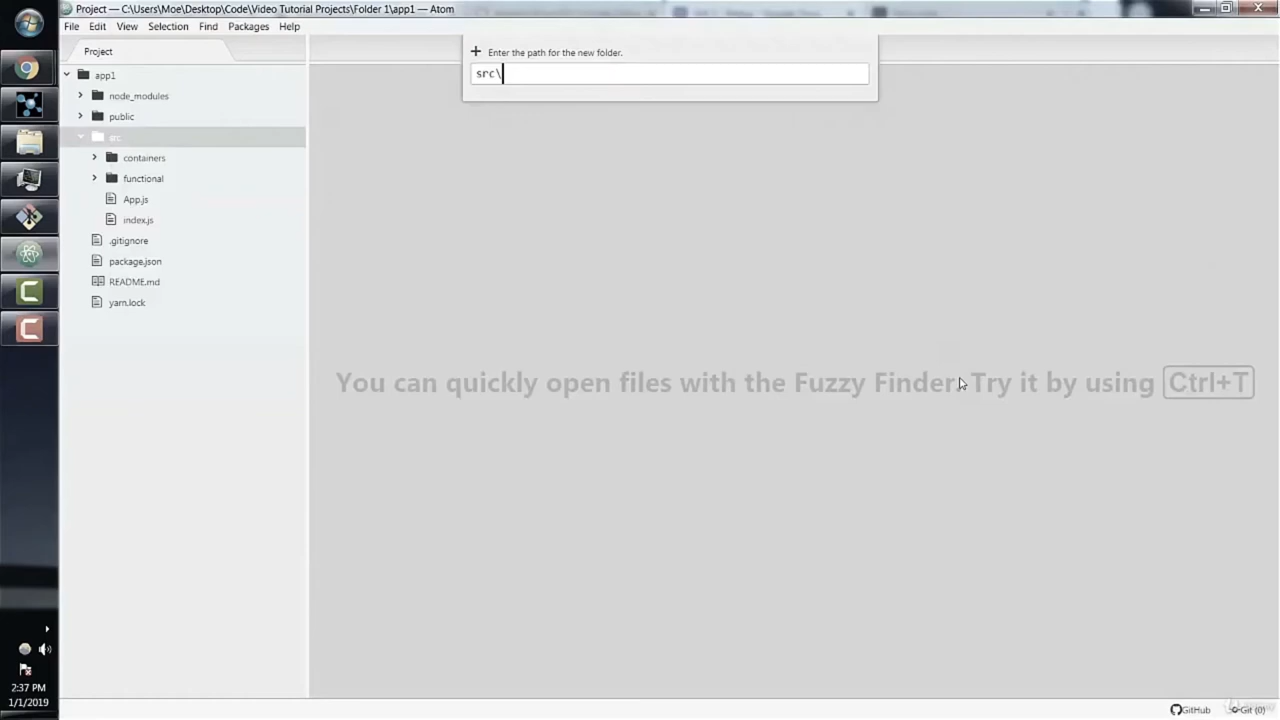 Project — C:\Users\Moe\Desktop\Code\Video Tutorial Projects\Folder 1\app1 — Atom
File Edit View Selection Find Packages Help
Project
Enter the path for the new folder.
src\
app1
node_modules
public
src
containers
functional
App.js
index.js
.gitignore
package.json
README.md
yarn.lock
You can quickly open files with the Fuzzy Finder. Try it by using Ctrl+T
2:37 PM
1/1/2019
GitHub Git (0)